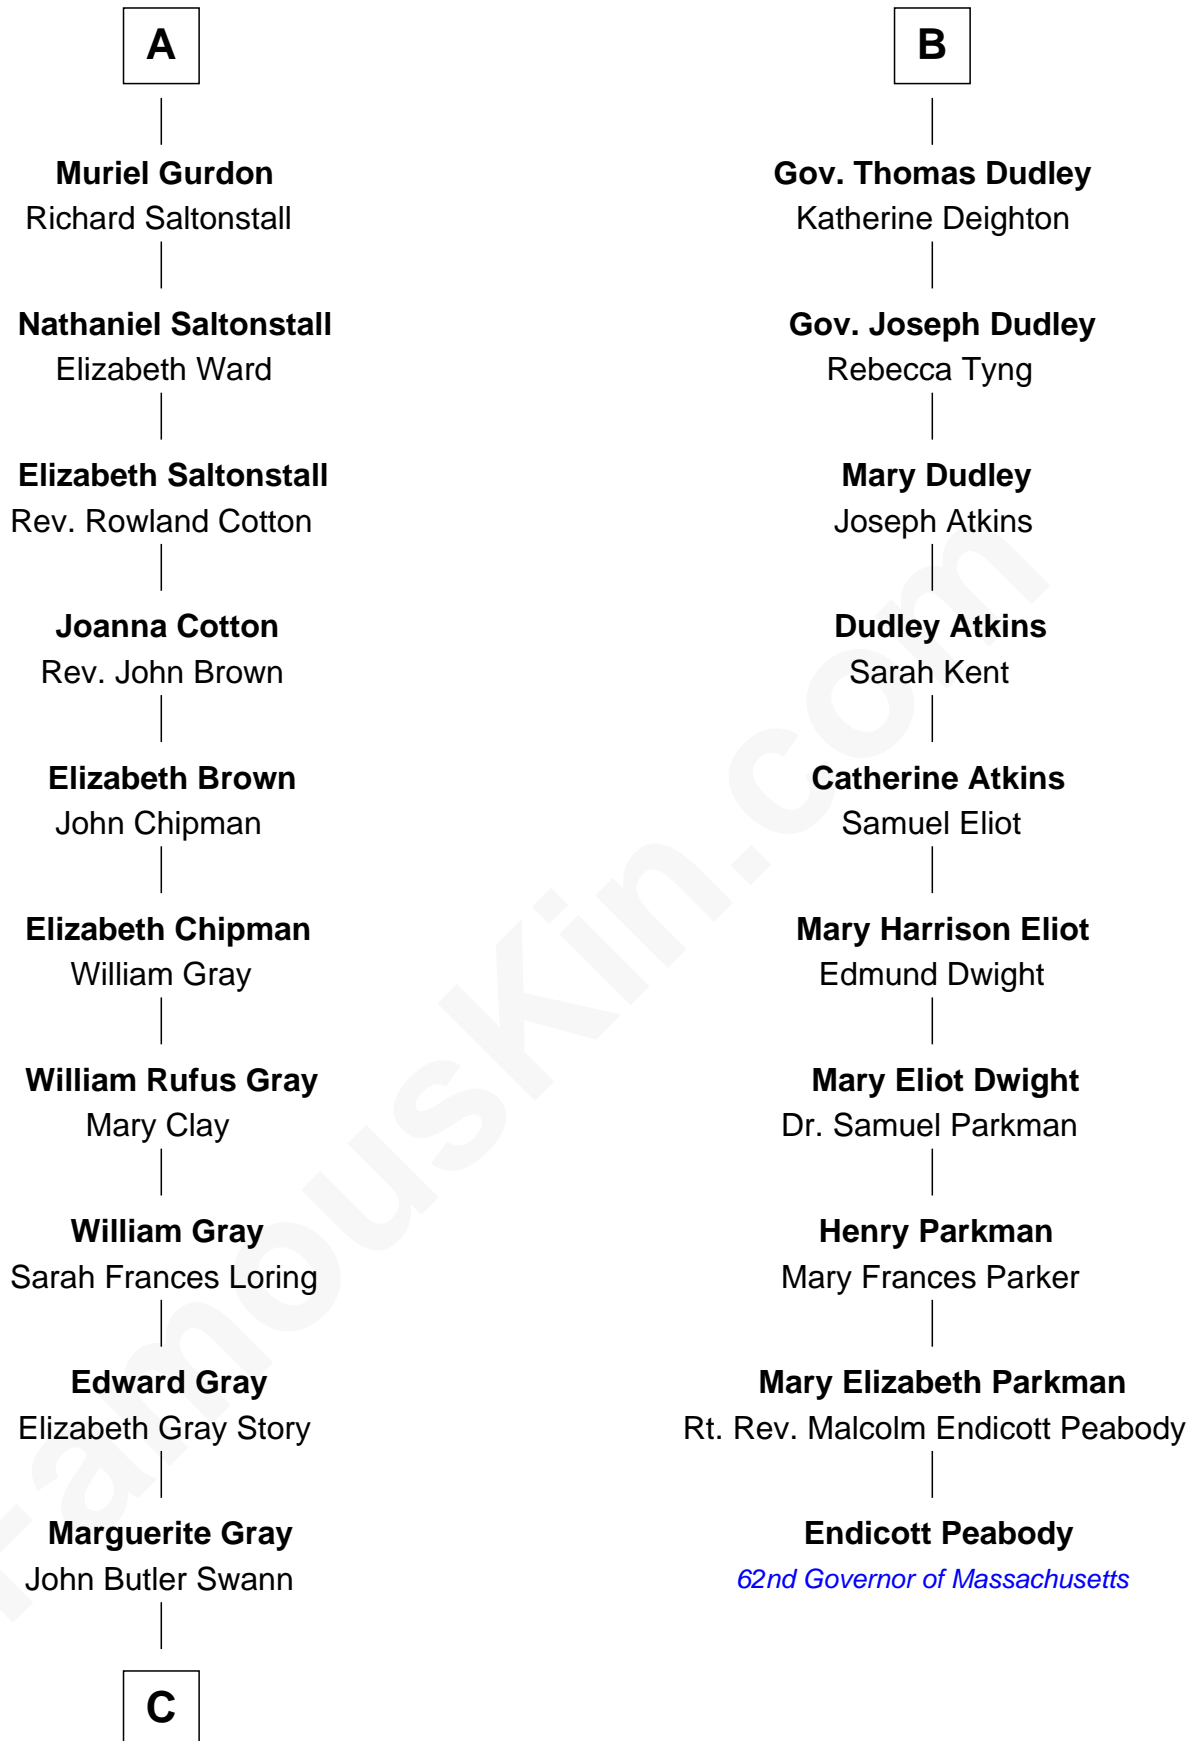 A
Muriel Gurdon
Richard Saltonstall
Nathaniel Saltonstall
Elizabeth Ward
Elizabeth Saltonstall
Rev. Rowland Cotton
Joanna Cotton
Rev. John Brown
Elizabeth Brown
John Chipman
Elizabeth Chipman
William Gray
William Rufus Gray
Mary Clay
William Gray
Sarah Frances Loring
Edward Gray
Elizabeth Gray Story
Marguerite Gray
John Butler Swann
C
B
Gov. Thomas Dudley
Katherine Deighton
Gov. Joseph Dudley
Rebecca Tyng
Mary Dudley
Joseph Atkins
Dudley Atkins
Sarah Kent
Catherine Atkins
Samuel Eliot
Mary Harrison Eliot
Edmund Dwight
Mary Eliot Dwight
Dr. Samuel Parkman
Henry Parkman
Mary Frances Parker
Mary Elizabeth Parkman
Rt. Rev. Malcolm Endicott Peabody
Endicott Peabody
62nd Governor of Massachusetts
FamousKin.com